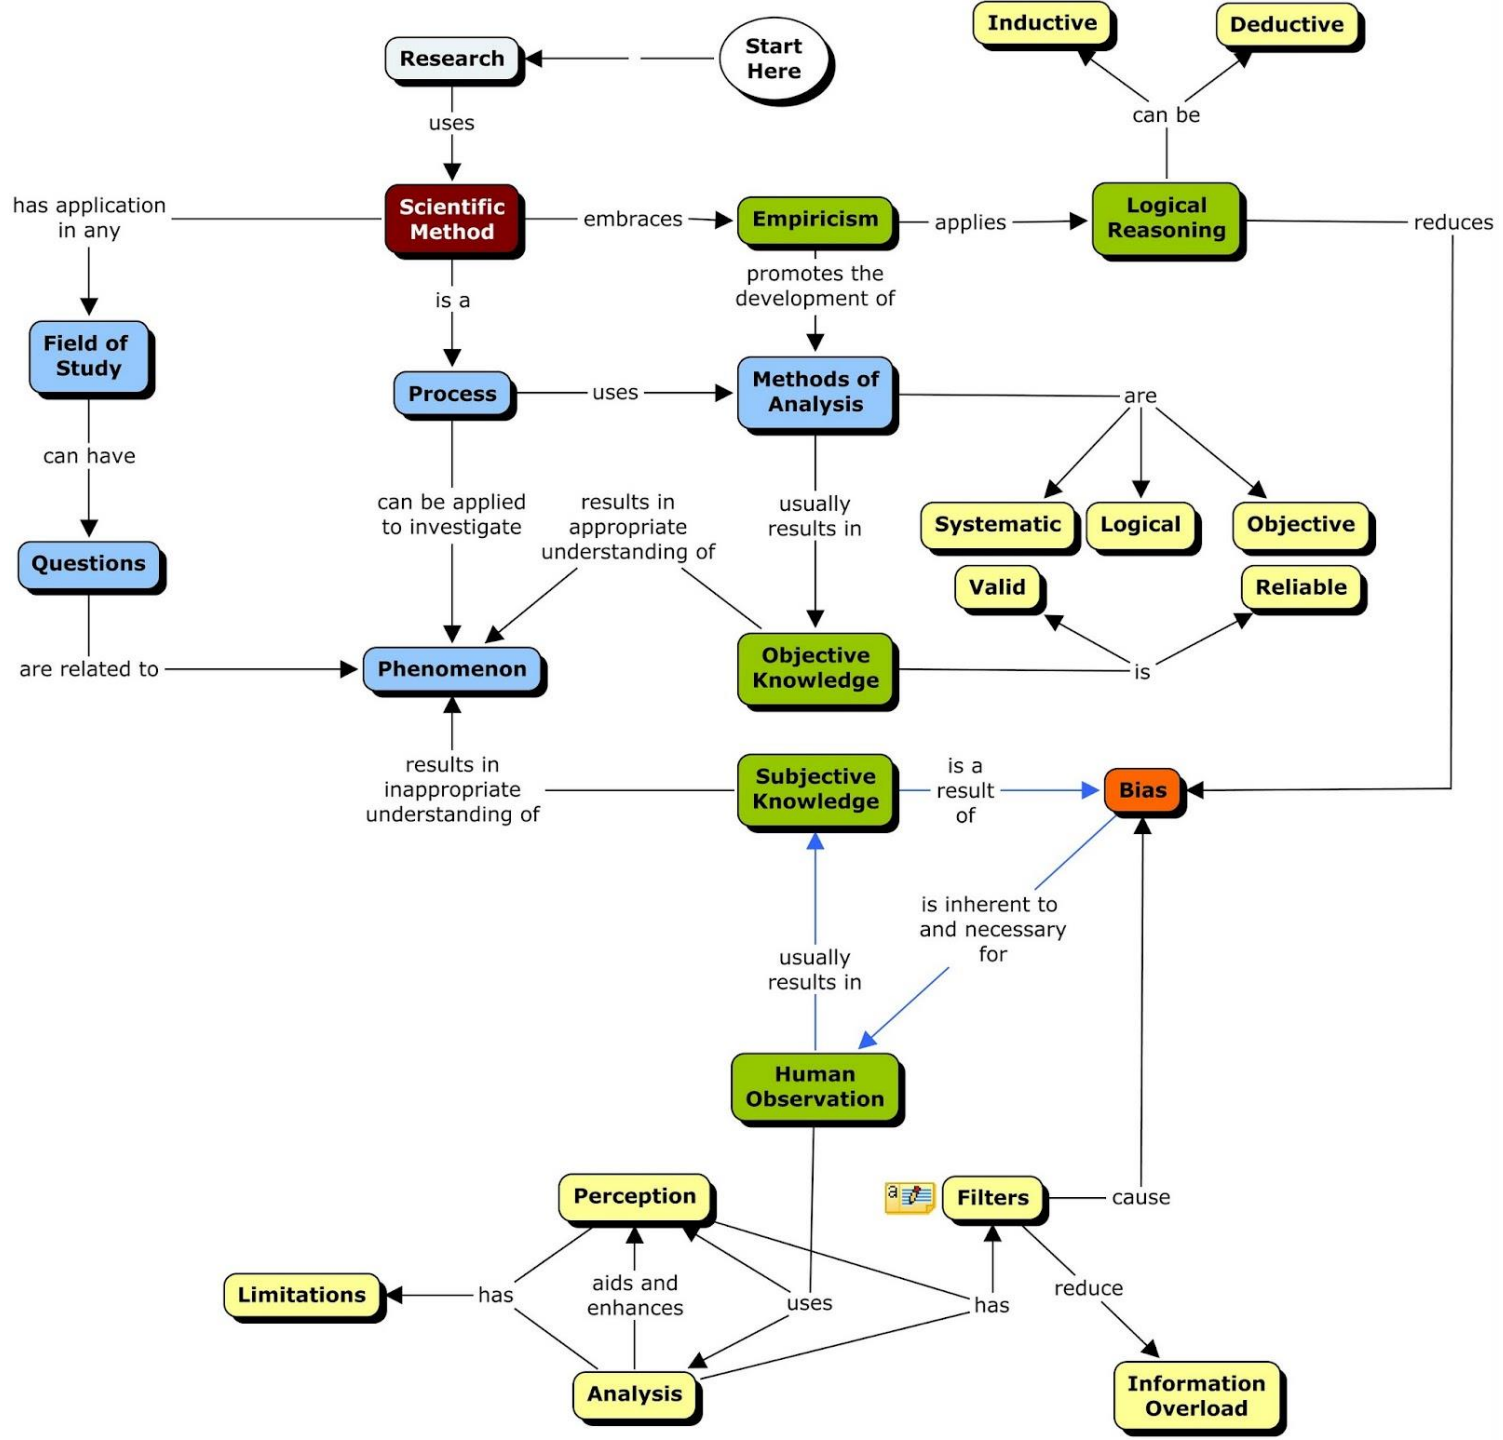 Inductive
Deductive
Start
Here
Research
can be
uses
has application
in any
Scientific
Method
embraces
Empiricism
applies
Logical
Reasoning
reduces
promotes the
development of
is a
Field of
Study
Process
uses
Methods of
Analysis
are
can have
can be applied
to investigate
results in
appropriate
understanding of
usually
results in
Systematic
Logical
Objective
Questions
Valid
Reliable
are related to
Phenomenon
Objective
Knowledge
is
results in
inappropriate
understanding of
Subjective
Knowledge
is a
result
of
Bias
is inherent to
and necessary
for
usually
results in
Human
Observation
Perception
a
Filters
cause
Limitations
has
aids and
enhances
uses
has
reduce
Analysis
Information
Overload